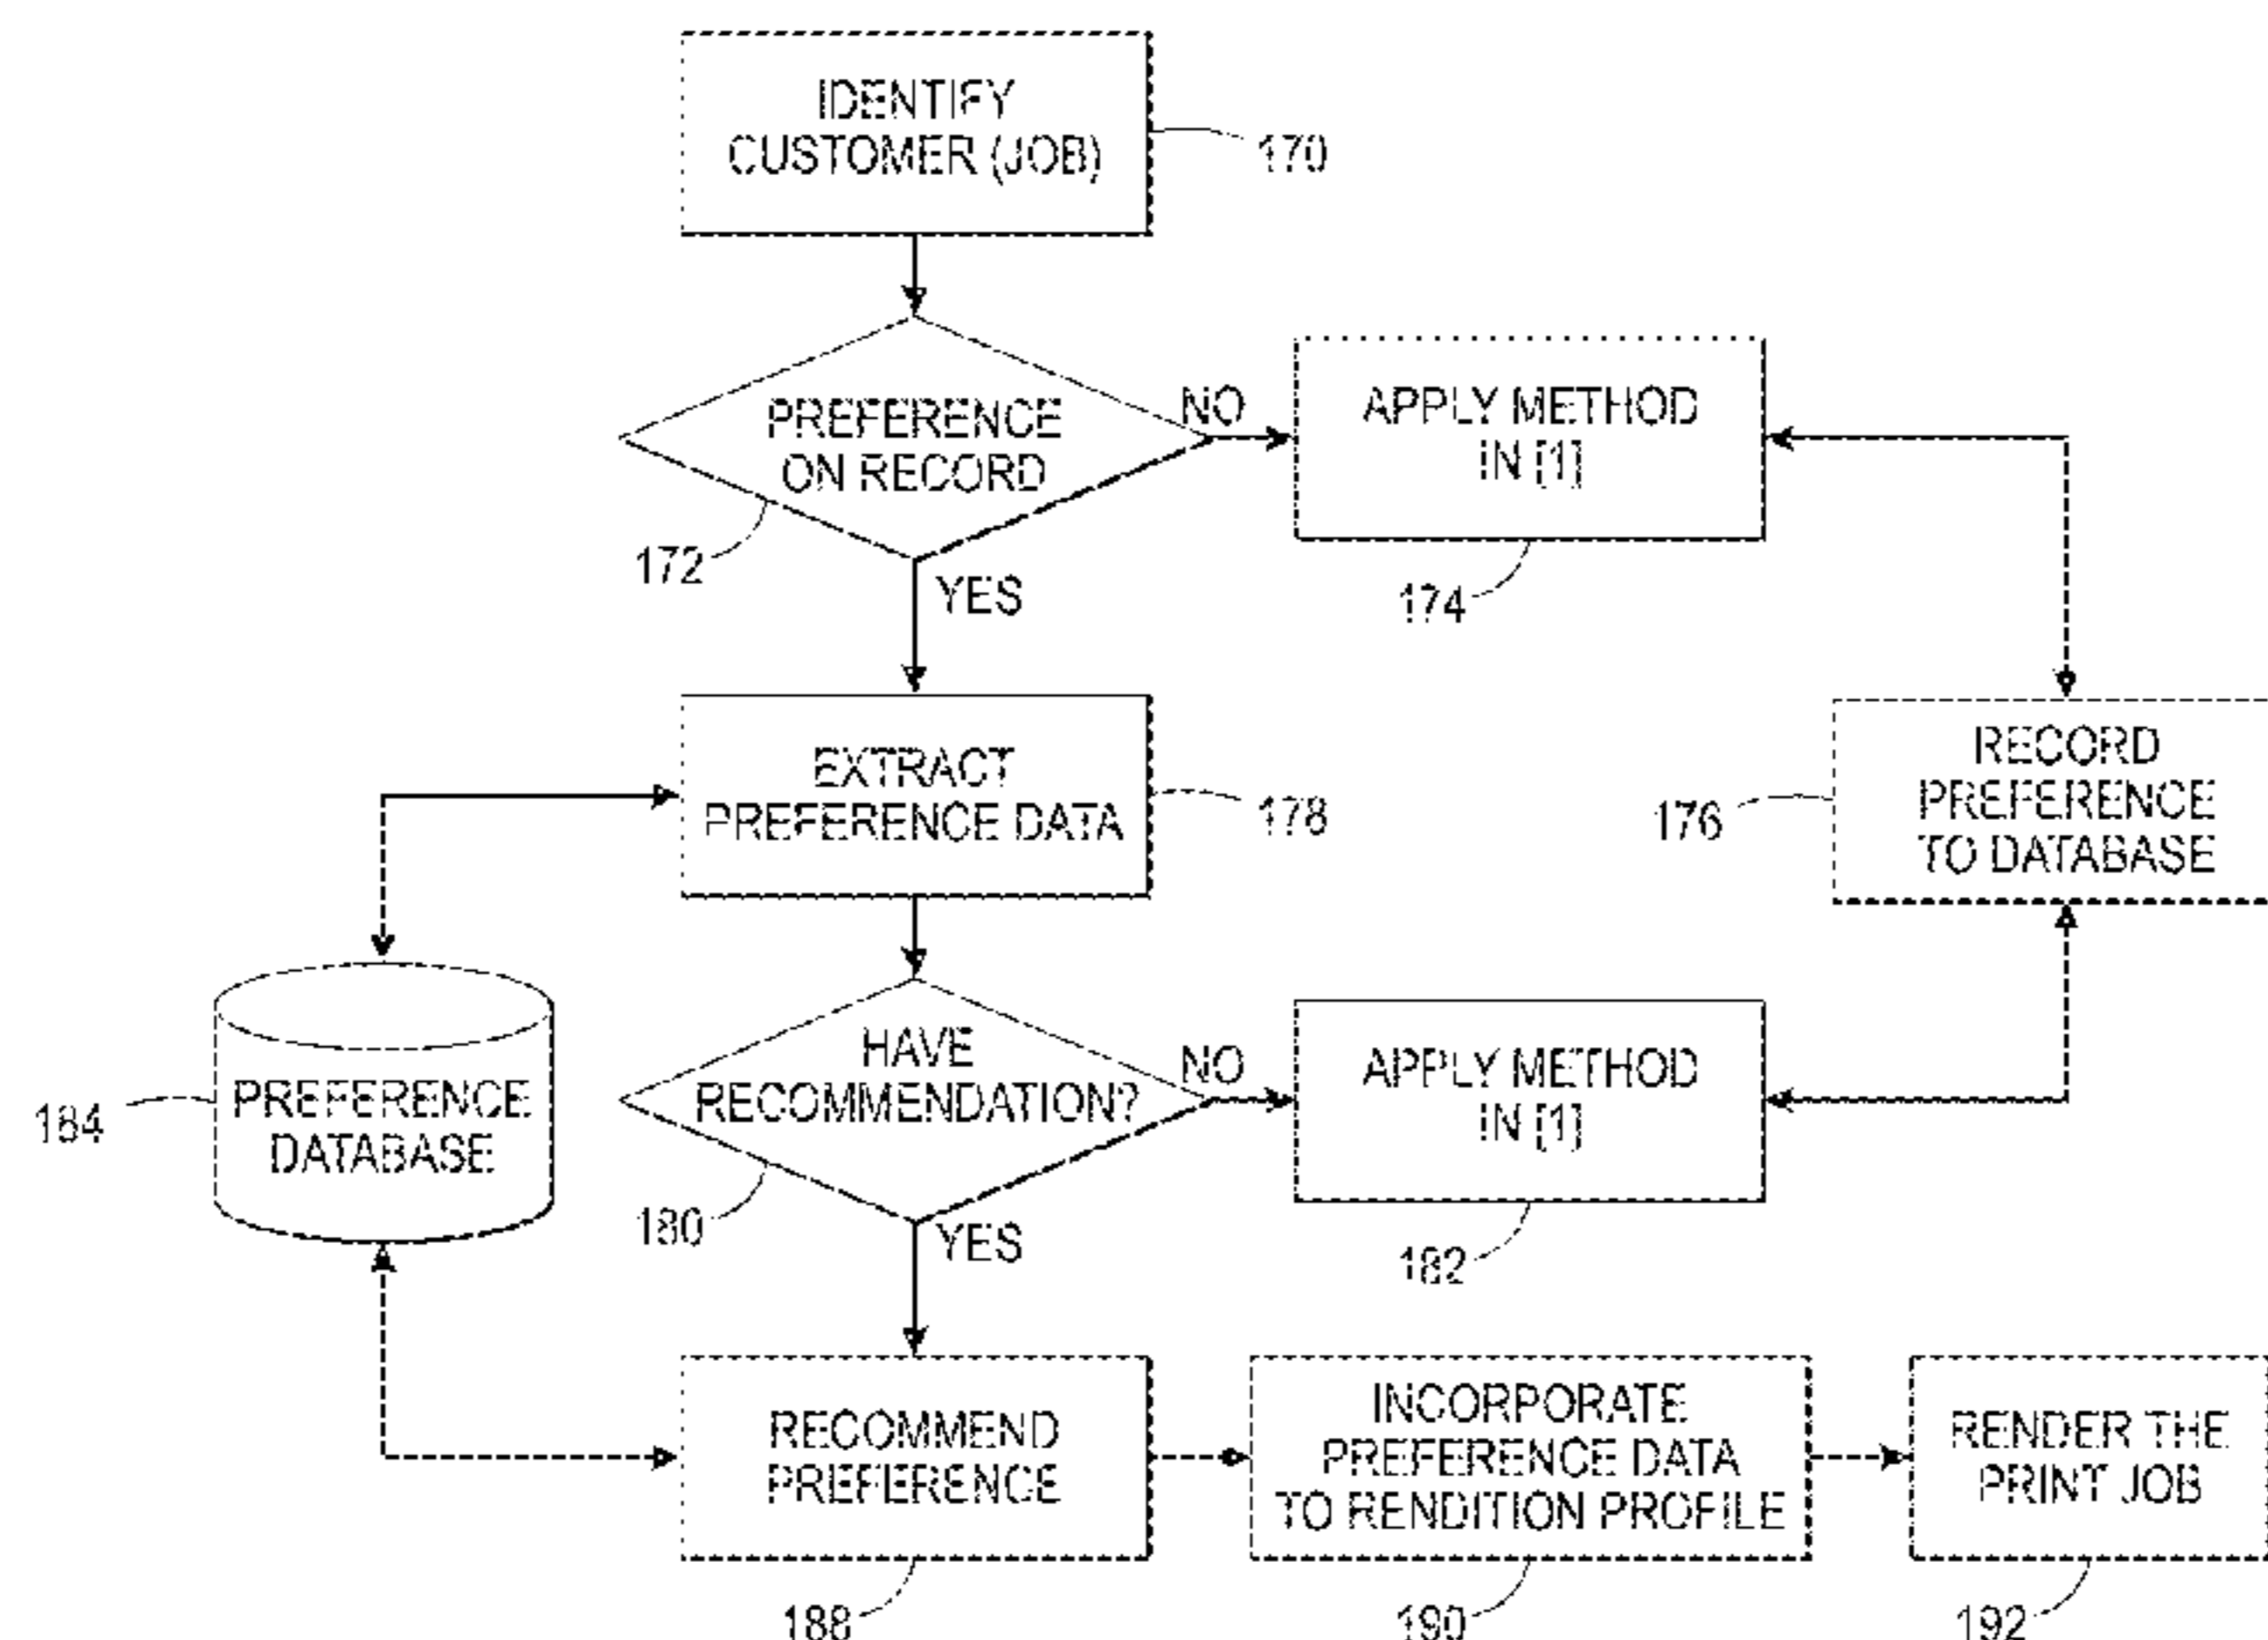 IDENTIFY
CUSTOMER (JOB)
170
PREFERENCE
ON RECORD
172
NO
YES
APPLY METHOD
IN [1]
174
RECORD
PREFERENCE
TO DATABASE
176
EXTRACT
PREFERENCE DATA
178
PREFERENCE
DATABASE
184
HAVE
RECOMMENDATION?
180
NO
YES
APPLY METHOD
IN [1]
182
RECOMMEND
PREFERENCE
188
INCORPORATE
PREFERENCE DATA
TO RENDITION PROFILE
190
RENDER THE
PRINT JOB
192